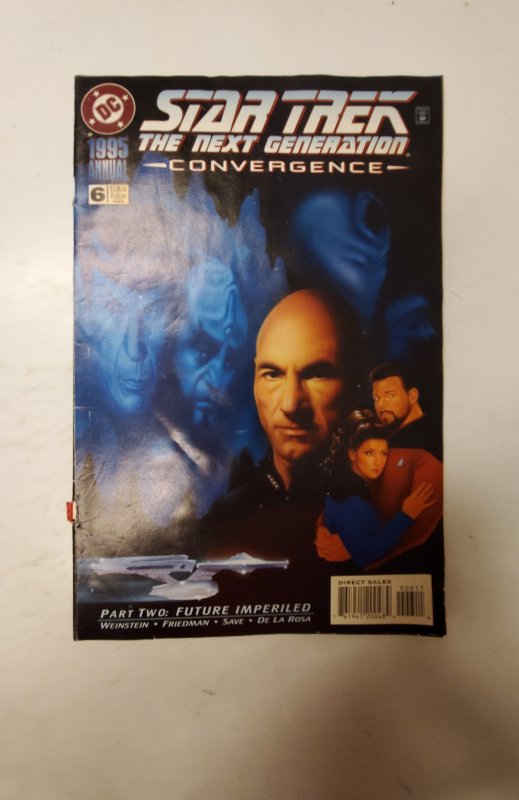 DC
STAR TREK
THE NEXT GENERATION
CONVERGENCE
1995
ANNUAL
6
PART TWO: FUTURE IMPERILED
WEINSTEIN • FRIEDMAN • SAVE • DE LA ROSA
DIRECT SALES
00611